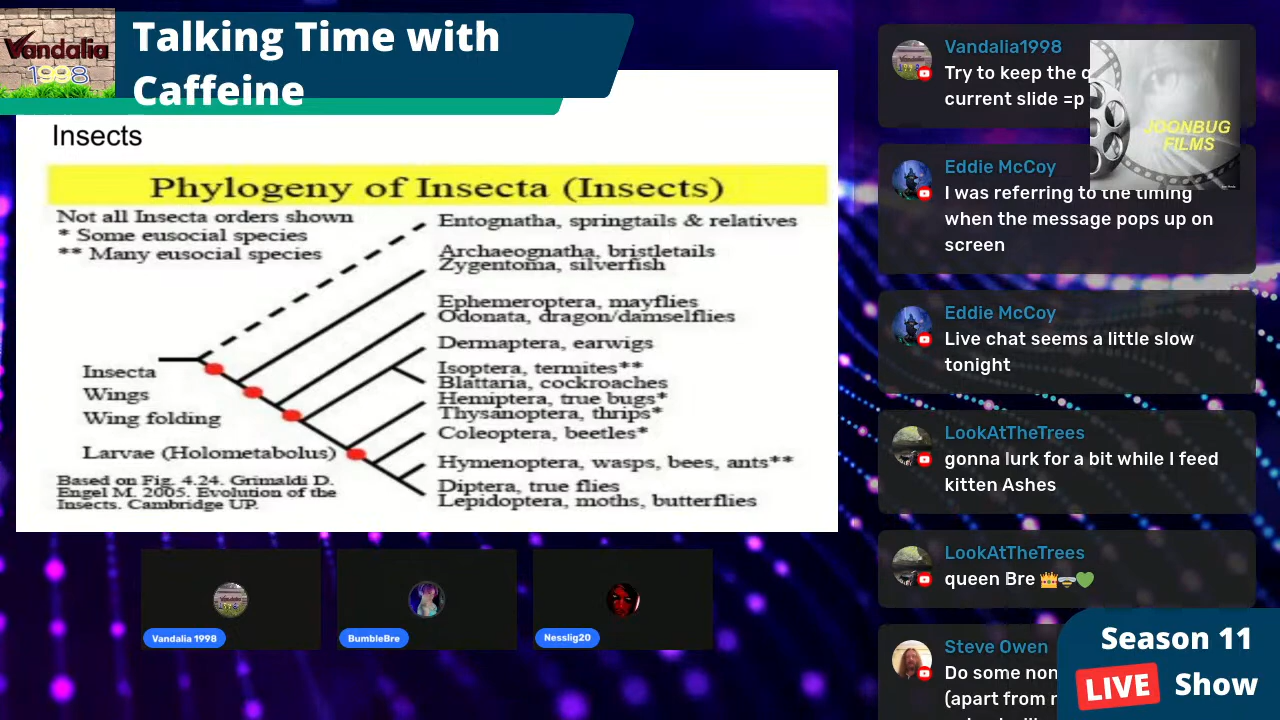 Vandalia
1998
Talking Time with
Caffeine
Insects
Phylogeny of Insecta (Insects)
Not all Insecta orders shown
* Some eusocial species
** Many eusocial species
Entognatha, springtails & relatives
Archaeognatha, bristletails
Zygentoma, silverfish
Ephemeroptera, mayflies
Odonata, dragon/damselflies
Dermaptera, earwigs
Isoptera, termites**
Blattaria, cockroaches
Hemiptera, true bugs*
Thysanoptera, thrips*
Coleoptera, beetles*
Hymenoptera, wasps, bees, ants**
Diptera, true flies
Lepidoptera, moths, butterflies
Insecta
Wings
Wing folding
Larvae (Holometabolus)
Based on Fig. 4.24. Grimaldi D.
Engel M. 2005. Evolution of the
Insects. Cambridge UP.
Vandalia 1998
BumbleBre
Nesslig20
Vandalia1998
Try to keep the
current slide =p
JOONBUG
FILMS
Eddie McCoy
I was referring to the timing
when the message pops up on
screen
Eddie McCoy
Live chat seems a little slow
tonight
LookAtTheTrees
gonna lurk for a bit while I feed
kitten Ashes
LookAtTheTrees
queen Bre 👑🐝💚
Steve Owen
Do some
(apart from
Season 11
LIVE Show